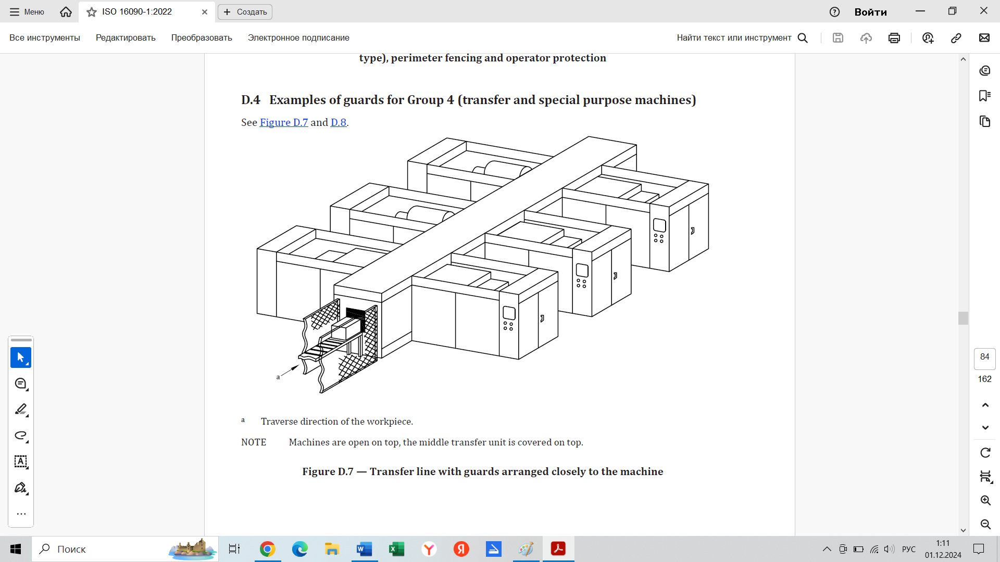 Меню
ISO 16090-1:2022
Создать
Войти
Все инструменты
Редактировать
Преобразовать
Электронное подписание
Найти текст или инструмент
type), perimeter fencing and operator protection
D.4 Examples of guards for Group 4 (transfer and special purpose machines)
See Figure D.7 and D.8.
a
a Traverse direction of the workpiece.
NOTE Machines are open on top, the middle transfer unit is covered on top.
Figure D.7 — Transfer line with guards arranged closely to the machine
84
162
Поиск
РУС
1:11
01.12.2024